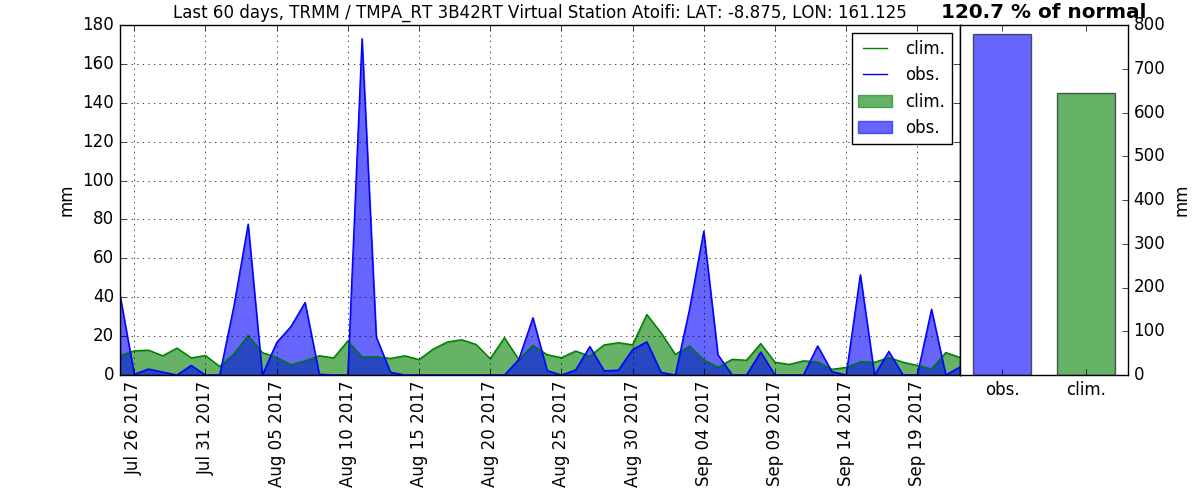 Last 60 days, TRMM / TMPA_RT 3B42RT Virtual Station Atoifi: LAT: -8.875, LON: 161.125
120.7 % of normal
180
160
140
120
100
80
60
40
20
0
mm
clim.
obs.
clim.
obs.
800
700
600
500
400
300
200
100
0
mm
Jul 26 2017
Jul 31 2017
Aug 05 2017
Aug 10 2017
Aug 15 2017
Aug 20 2017
Aug 25 2017
Aug 30 2017
Sep 04 2017
Sep 09 2017
Sep 14 2017
Sep 19 2017
obs.
clim.